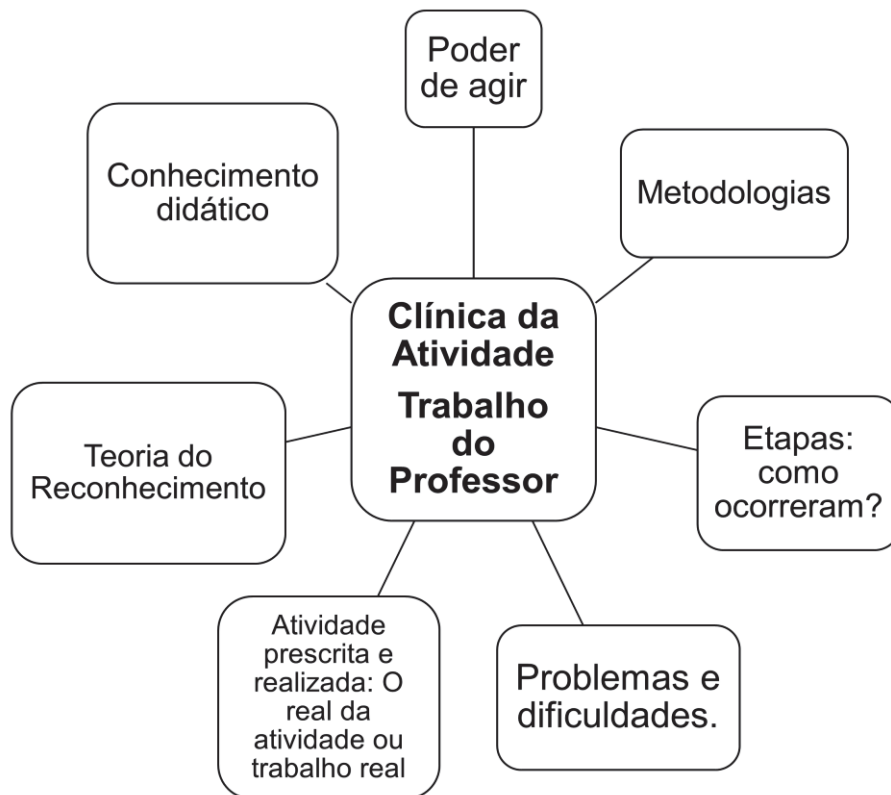 Poder
de agir
Conhecimento
didático
Metodologias
Clínica da
Atividade
Trabalho
do
Professor
Teoria do
Reconhecimento
Etapas:
como
ocorreram?
Atividade
prescrita e
realizada: O
real da
atividade ou
trabalho real
Problemas e
dificuldades.